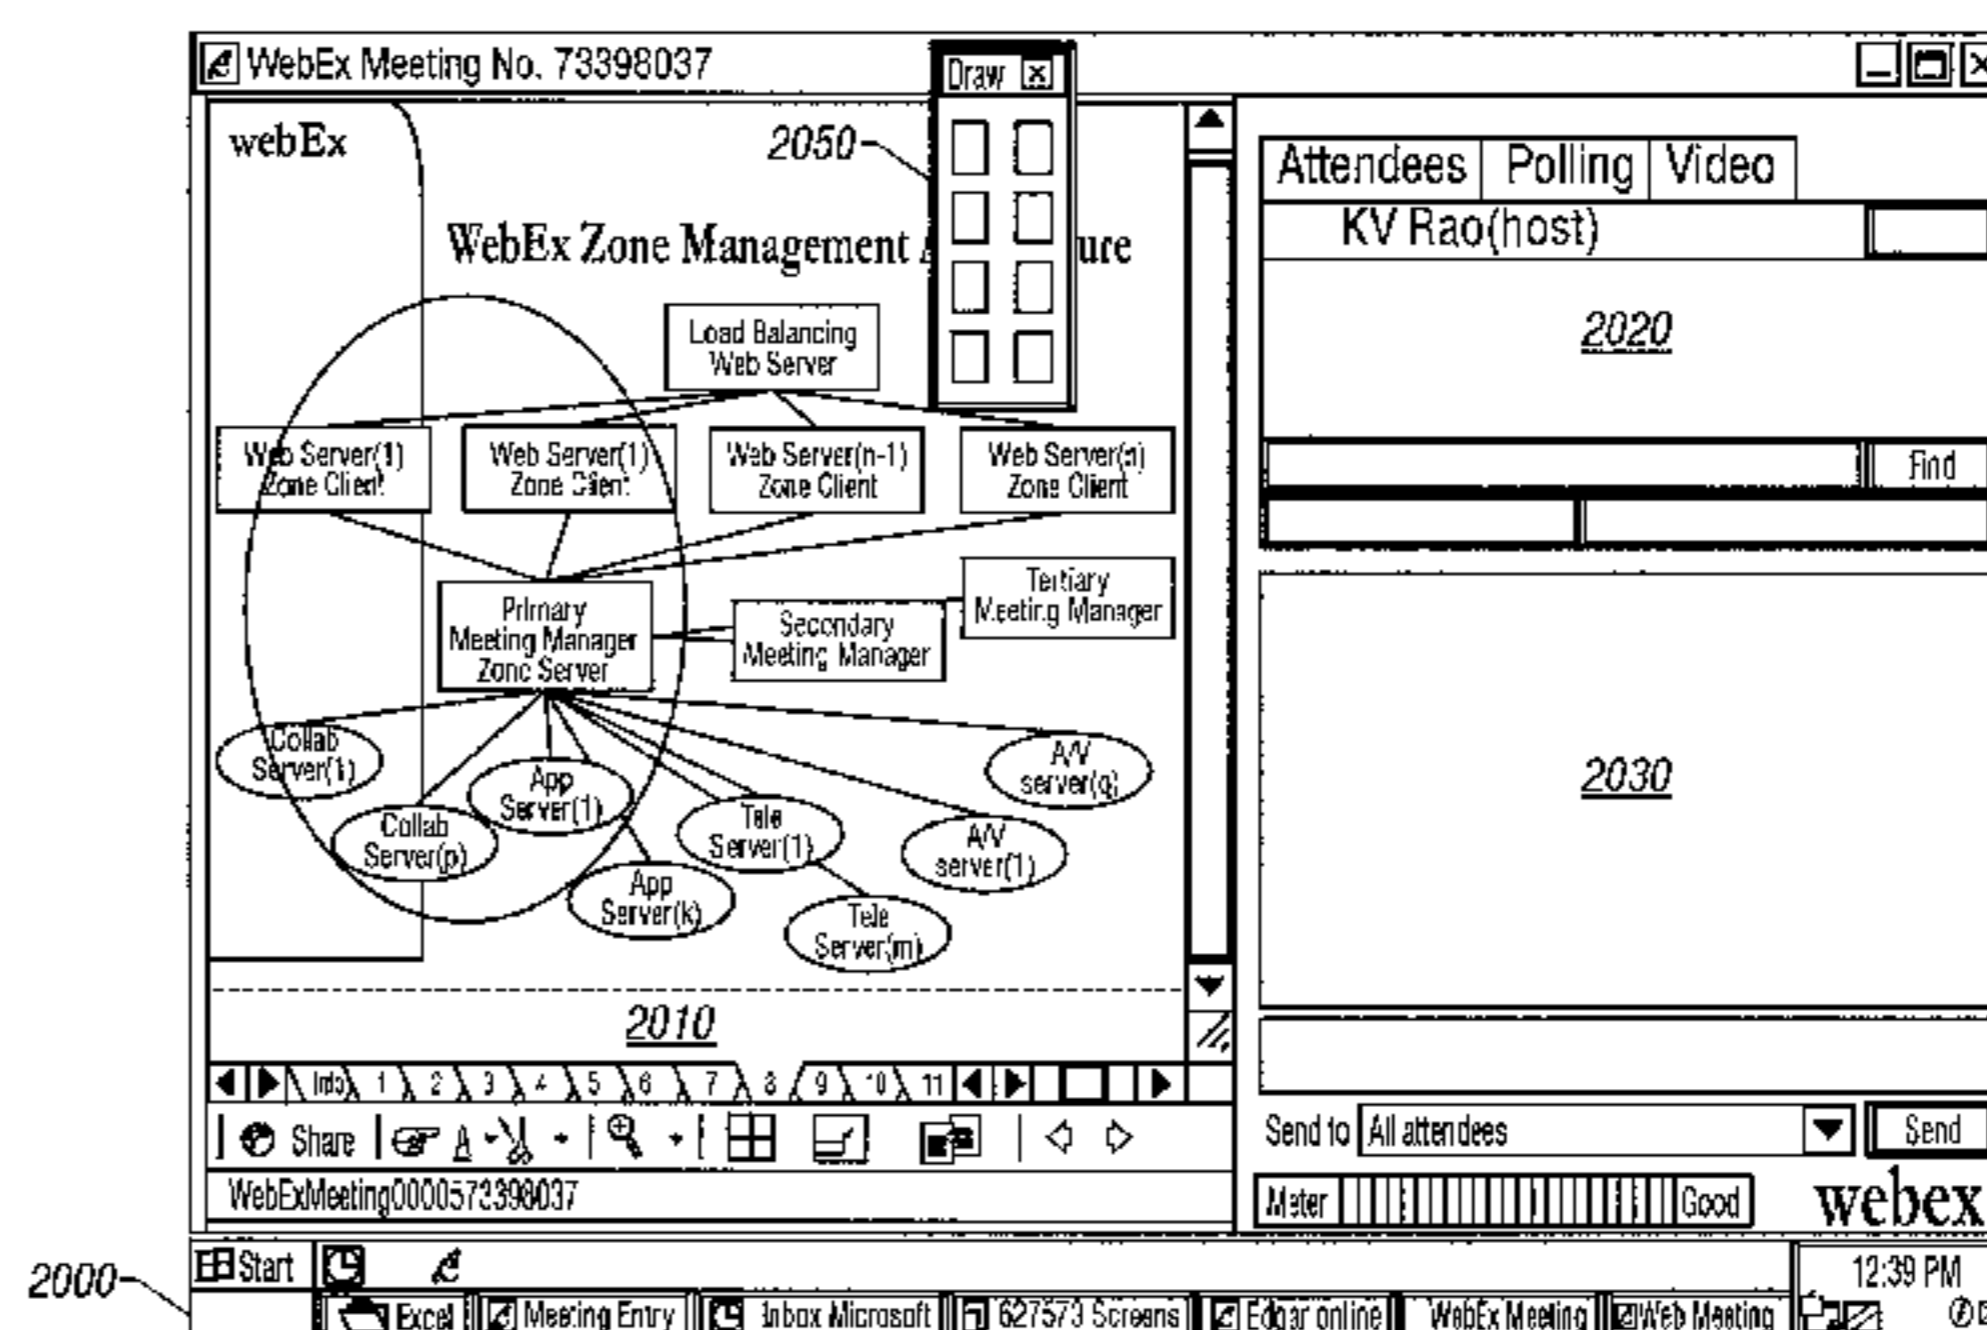 WebEx Meeting No. 73398037
Draw
2050
webEx
WebEx Zone Management A ure
Load Balancing
Web Server
Web Server(1)
Zone Client
Web Server(1)
Zone Client
Web Server(n-1)
Zone Client
Web Server(n)
Zone Client
Primary
Meeting Manager
Zone Server
Secondary
Meeting Manager
Tertiary
Meeting Manager
Collab
Server(1)
Collab
Server(p)
App
Server(1)
App
Server(k)
Tele
Server(1)
Tele
Server(m)
A/V
server(1)
A/V
server(q)
2010
Info 1 2 3 4 5 6 7 8 9 10 11
Share A
WebExMeeting0000573398037
Attendees Polling Video
KV Rao(host)
2020
Find
2030
Send to All attendees Send
Meter Good webex
2000
Start 12:39 PM
Excel Meeting Entry Inbox Microsoft 627573 Screens Edgar online WebEx Meeting Web Meeting